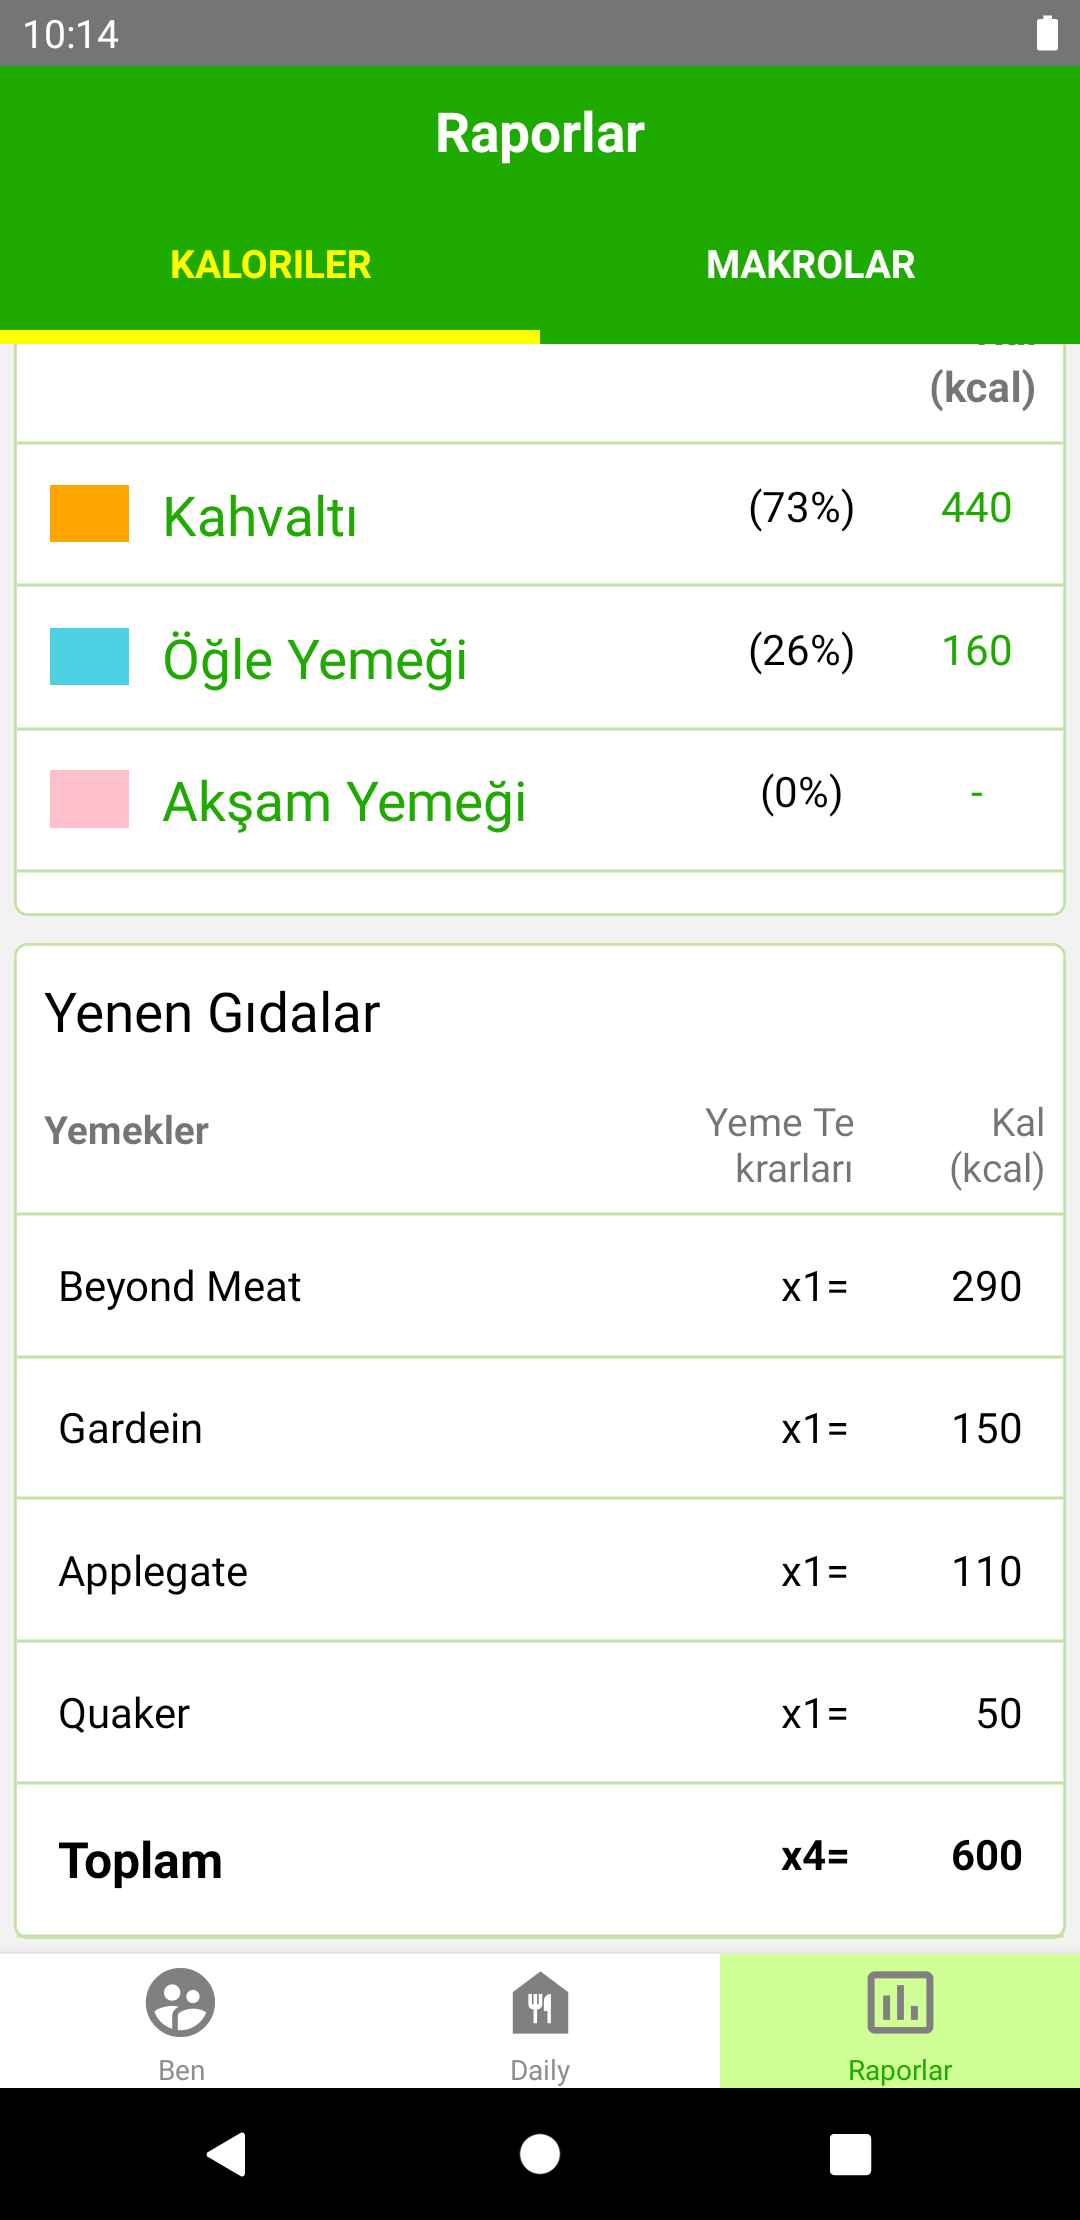 10:14
Raporlar
KALORILER MAKROLAR
(kcal)
Kahvaltı (73%) 440
Öğle Yemeği (26%) 160
Akşam Yemeği (0%) -
Yenen Gıdalar
Yemekler Yeme Te Kal
krarları (kcal)
Beyond Meat x1= 290
Gardein x1= 150
Applegate x1= 110
Quaker x1= 50
Toplam x4= 600
Ben Daily Raporlar